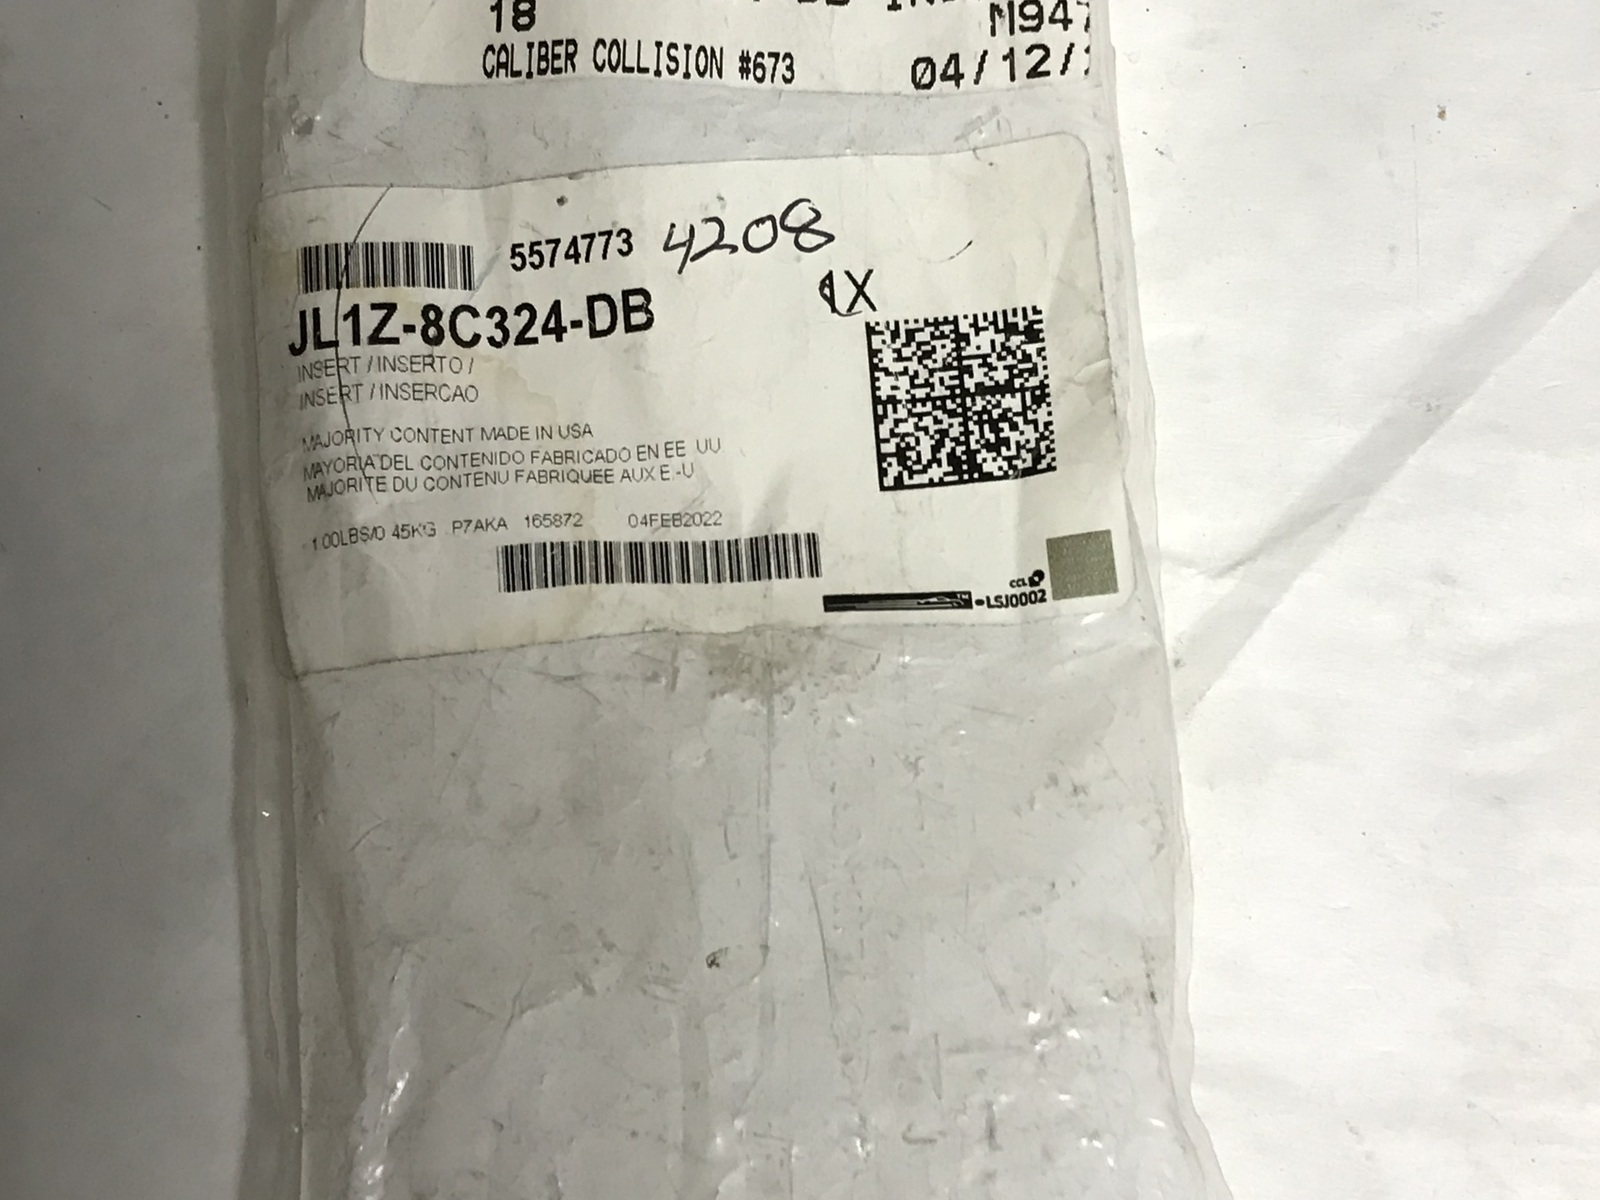 18
M947
CALIBER COLLISION #673
04/12/
5574773 4208
1X
JL1Z-8C324-DB
INSERT / INSERTO /
INSERT / INSERCAO
MAJORITY CONTENT MADE IN USA
MAYORIA DEL CONTENIDO FABRICADO EN EE UU
MAJORITE DU CONTENU FABRIQUEE AUX E.-U
1.00LBS/0.45KG P7AKA 165872 04FEB2022
CCL
-LSJ0002